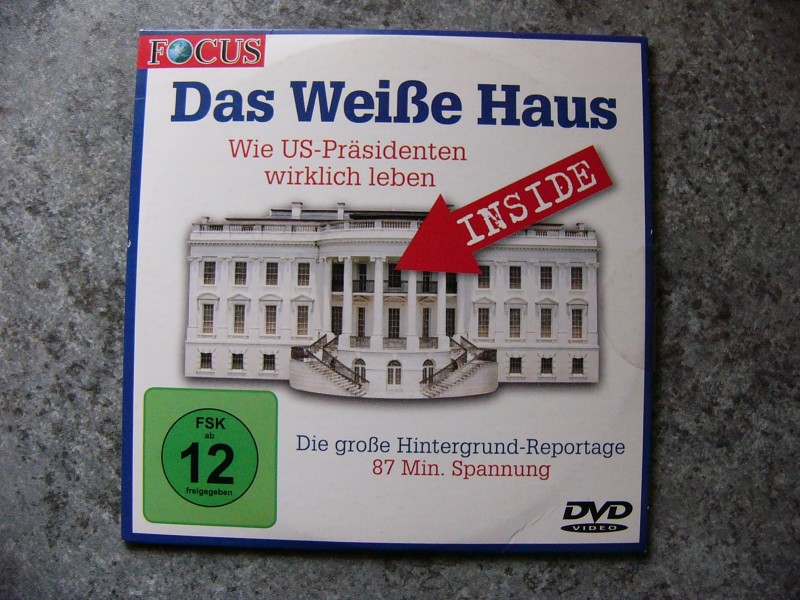 FOCUS
Das Weiße Haus
Wie US-Präsidenten
wirklich leben
INSIDE
FSK
ab
12
freigegeben
Die große Hintergrund-Reportage
87 Min. Spannung
DVD
VIDEO